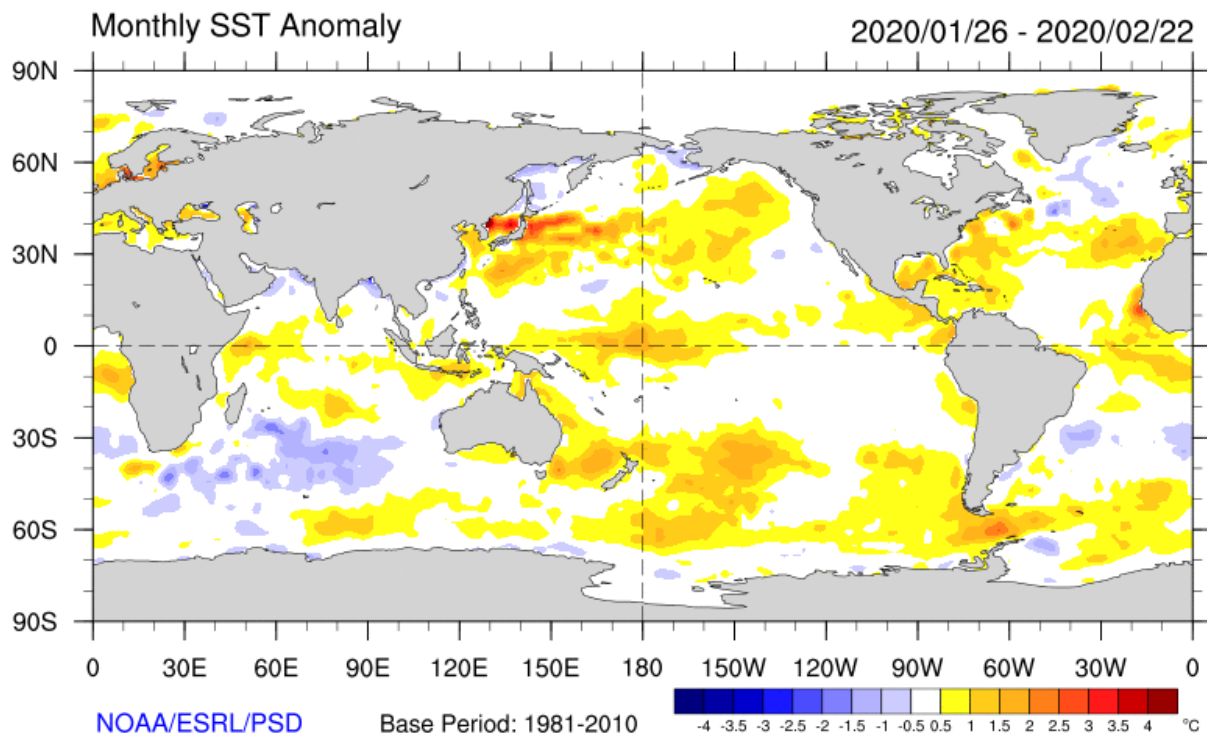 Monthly SST Anomaly 2020/01/26 - 2020/02/22
90N
60N
30N
0
30S
60S
90S
0 30E 60E 90E 120E 150E 180 150W 120W 90W 60W 30W 0
NOAA/ESRL/PSD Base Period: 1981-2010
-4 -3.5 -3 -2.5 -2 -1.5 -1 -0.5 0.5 1 1.5 2 2.5 3 3.5 4 °C